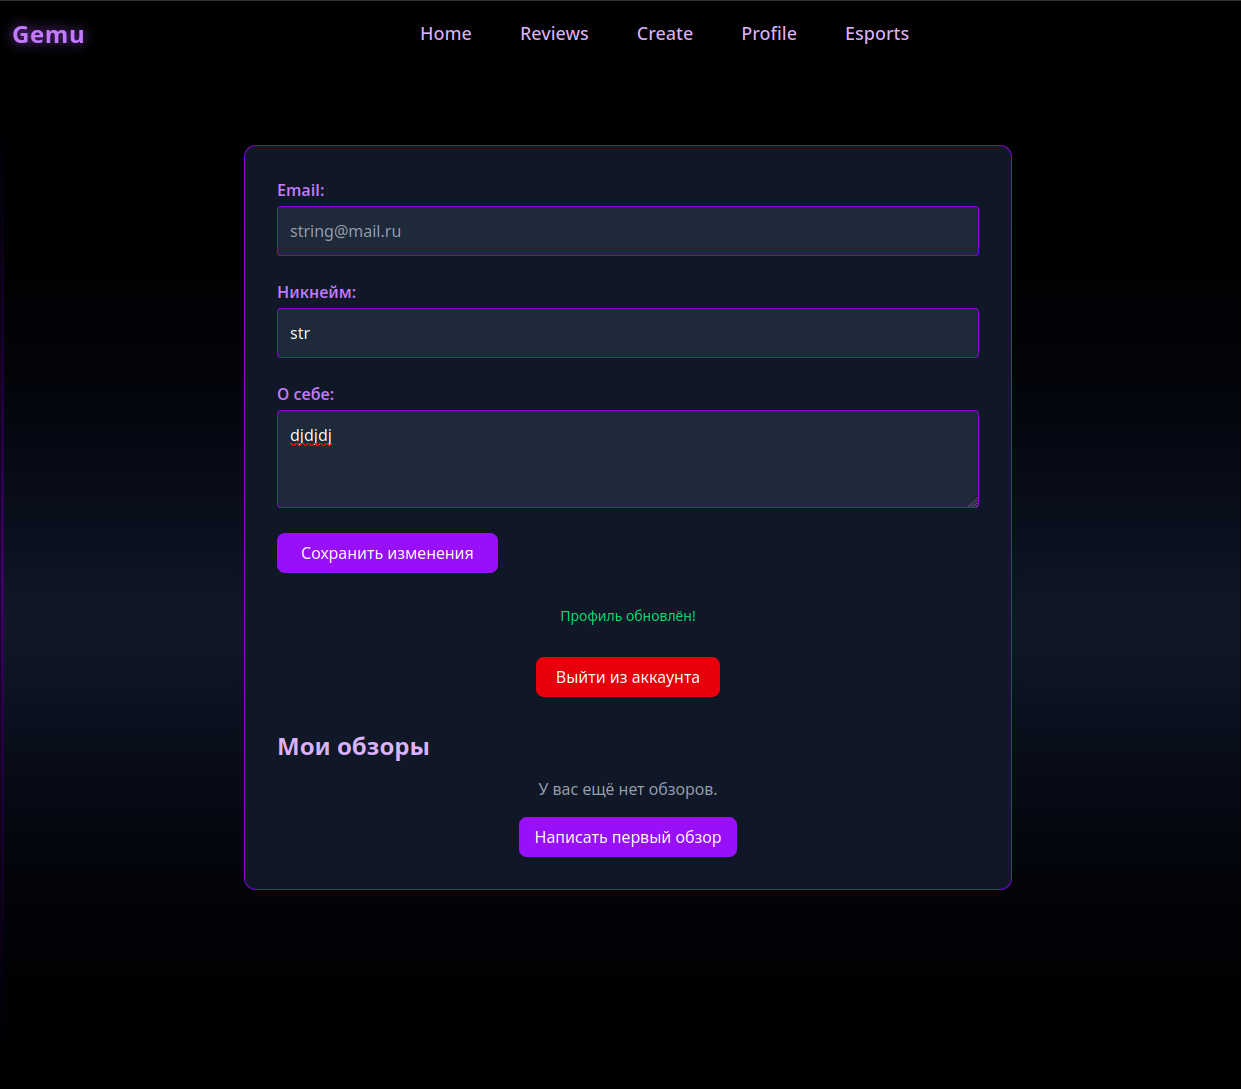 Gemu
Home Reviews Create Profile Esports
Email:
string@mail.ru
Никнейм:
str
О себе:
djdjdj
Сохранить изменения
Профиль обновлён!
Выйти из аккаунта
Мои обзоры
У вас ещё нет обзоров.
Написать первый обзор